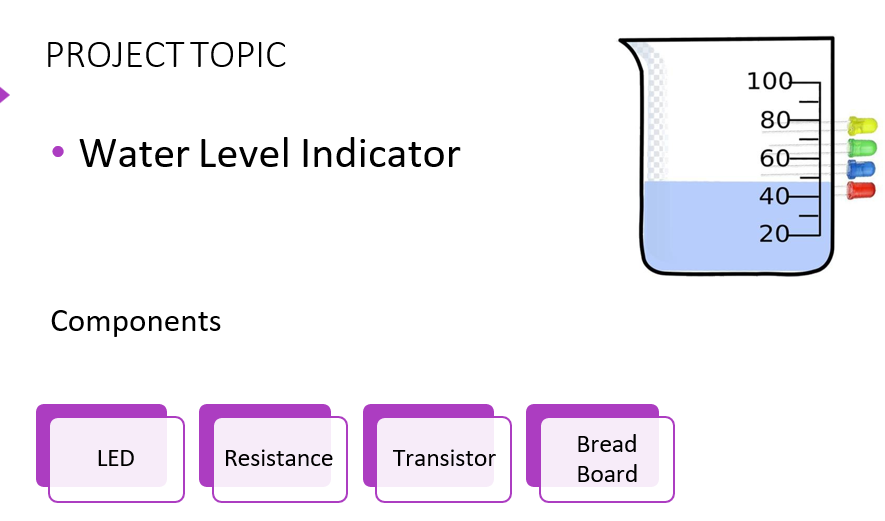 PROJECT TOPIC
• Water Level Indicator
100
80
60
40
20
Components
LED
Resistance
Transistor
Bread
Board